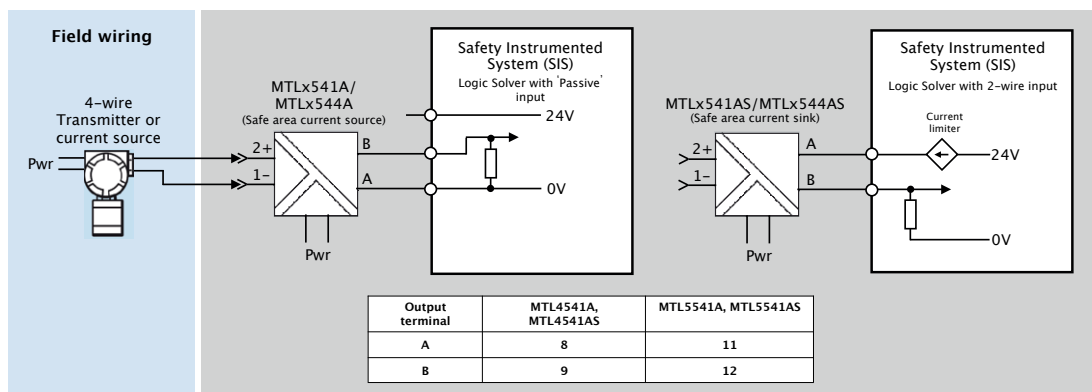 Field wiring
4-wire
Transmitter or
current source
Pwr
MTLx541A/
MTLx544A
(Safe area current source)
2+
1-
B
A
Pwr
Safety Instrumented
System (SIS)
Logic Solver with 'Passive'
input
24V
0V
MTLx541AS/MTLx544AS
(Safe area current sink)
2+
1-
A
B
Pwr
Safety Instrumented
System (SIS)
Logic Solver with 2-wire input
Current
limiter
24V
0V
Output
terminal
MTL4541A,
MTL4541AS
MTL5541A, MTL5541AS
A
8
11
B
9
12